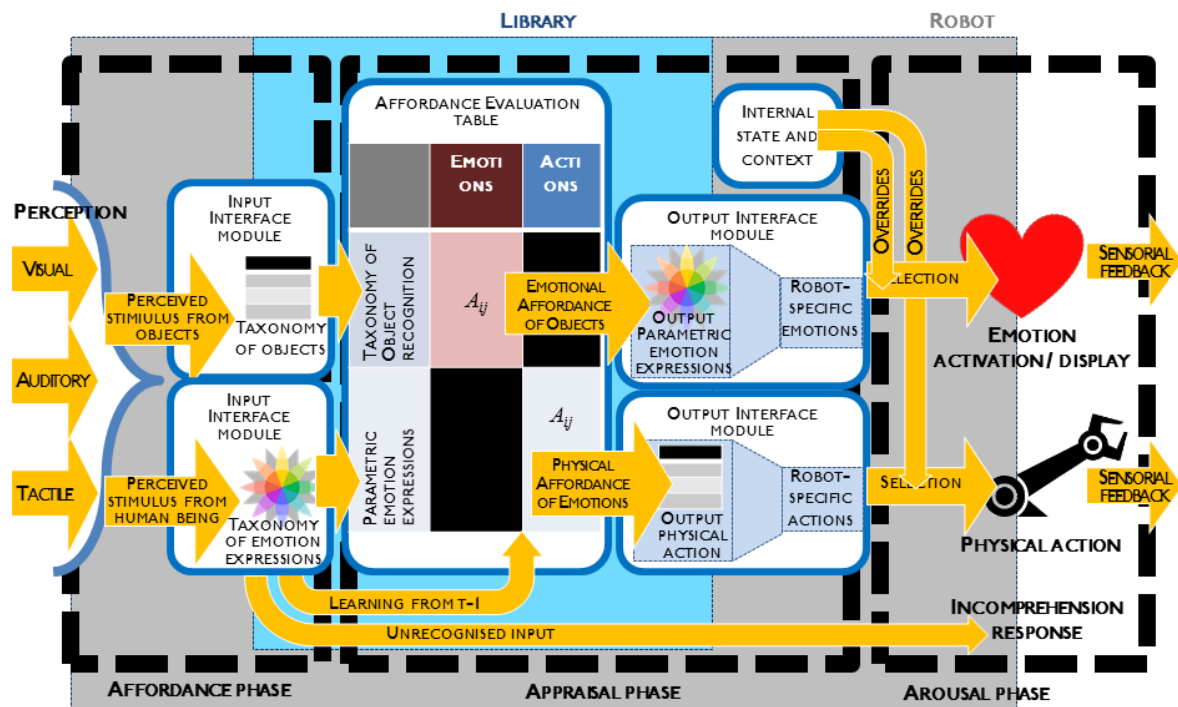 LIBRARY
ROBOT
PERCEPTION
VISUAL
AUDITORY
TACTILE
PERCEIVED
STIMULUS FROM
OBJECTS
PERCEIVED
STIMULUS FROM
HUMAN BEING
INPUT
INTERFACE
MODULE
TAXONOMY
OF OBJECTS
INPUT
INTERFACE
MODULE
TAXONOMY
OF EMOTION
EXPRESSIONS
AFFORDANCE EVALUATION
TABLE
EMOTI
ONS
ACTI
ONS
TAXONOMY OF
OBJECT
RECOGNITION
A_ij
PARAMETRIC
EMOTION
EXPRESSIONS
A_ij
EMOTIONAL
AFFORDANCE
OF OBJECTS
PHYSICAL
AFFORDANCE
OF EMOTIONS
INTERNAL
STATE AND
CONTEXT
OVERRIDES
OVERRIDES
OUTPUT INTERFACE
MODULE
OUTPUT
PARAMETRIC
EMOTION
EXPRESSIONS
ROBOT-
SPECIFIC
EMOTIONS
OUTPUT INTERFACE
MODULE
OUTPUT
PHYSICAL
ACTION
ROBOT-
SPECIFIC
ACTIONS
SELECTION
SELECTION
EMOTION
ACTIVATION/ DISPLAY
PHYSICAL ACTION
SENSORIAL
FEEDBACK
SENSORIAL
FEEDBACK
LEARNING FROM T-1
UNRECOGNISED INPUT
INCOMPREHENSION
RESPONSE
AFFORDANCE PHASE
APPRAISAL PHASE
AROUSAL PHASE